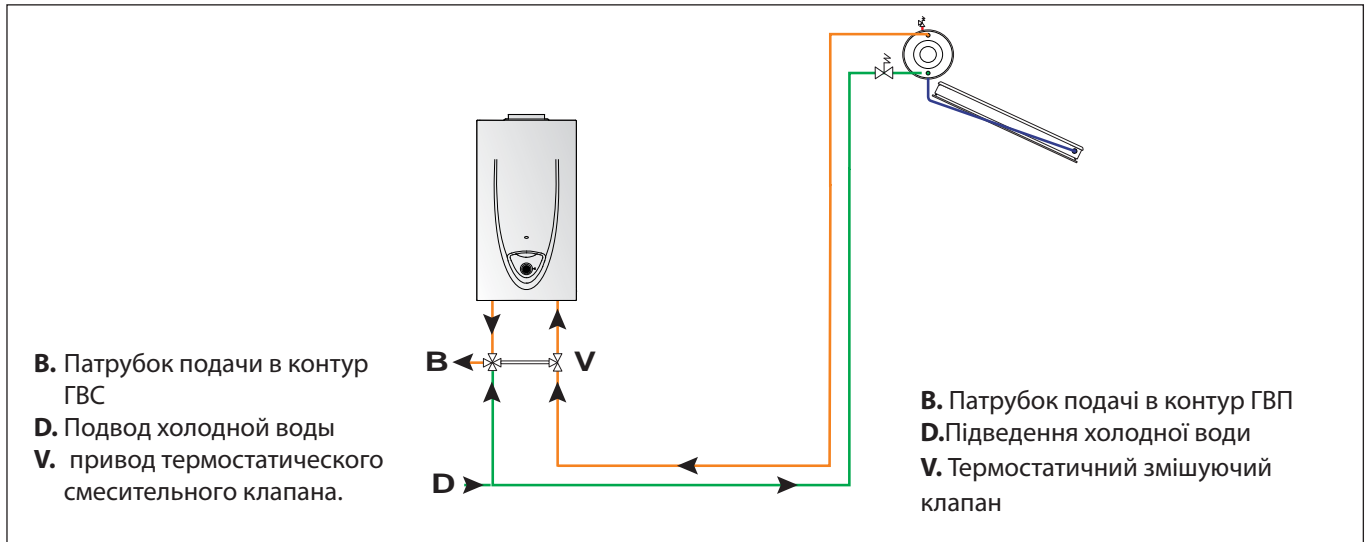 B
V
D
B. Патрубок подачи в контур
ГВС
D. Подвод холодной воды
V. привод термостатического
смесительного клапана.
B. Патрубок подачі в контур ГВП
D.Підведення холодної води
V. Термостатичний змішуючий
клапан